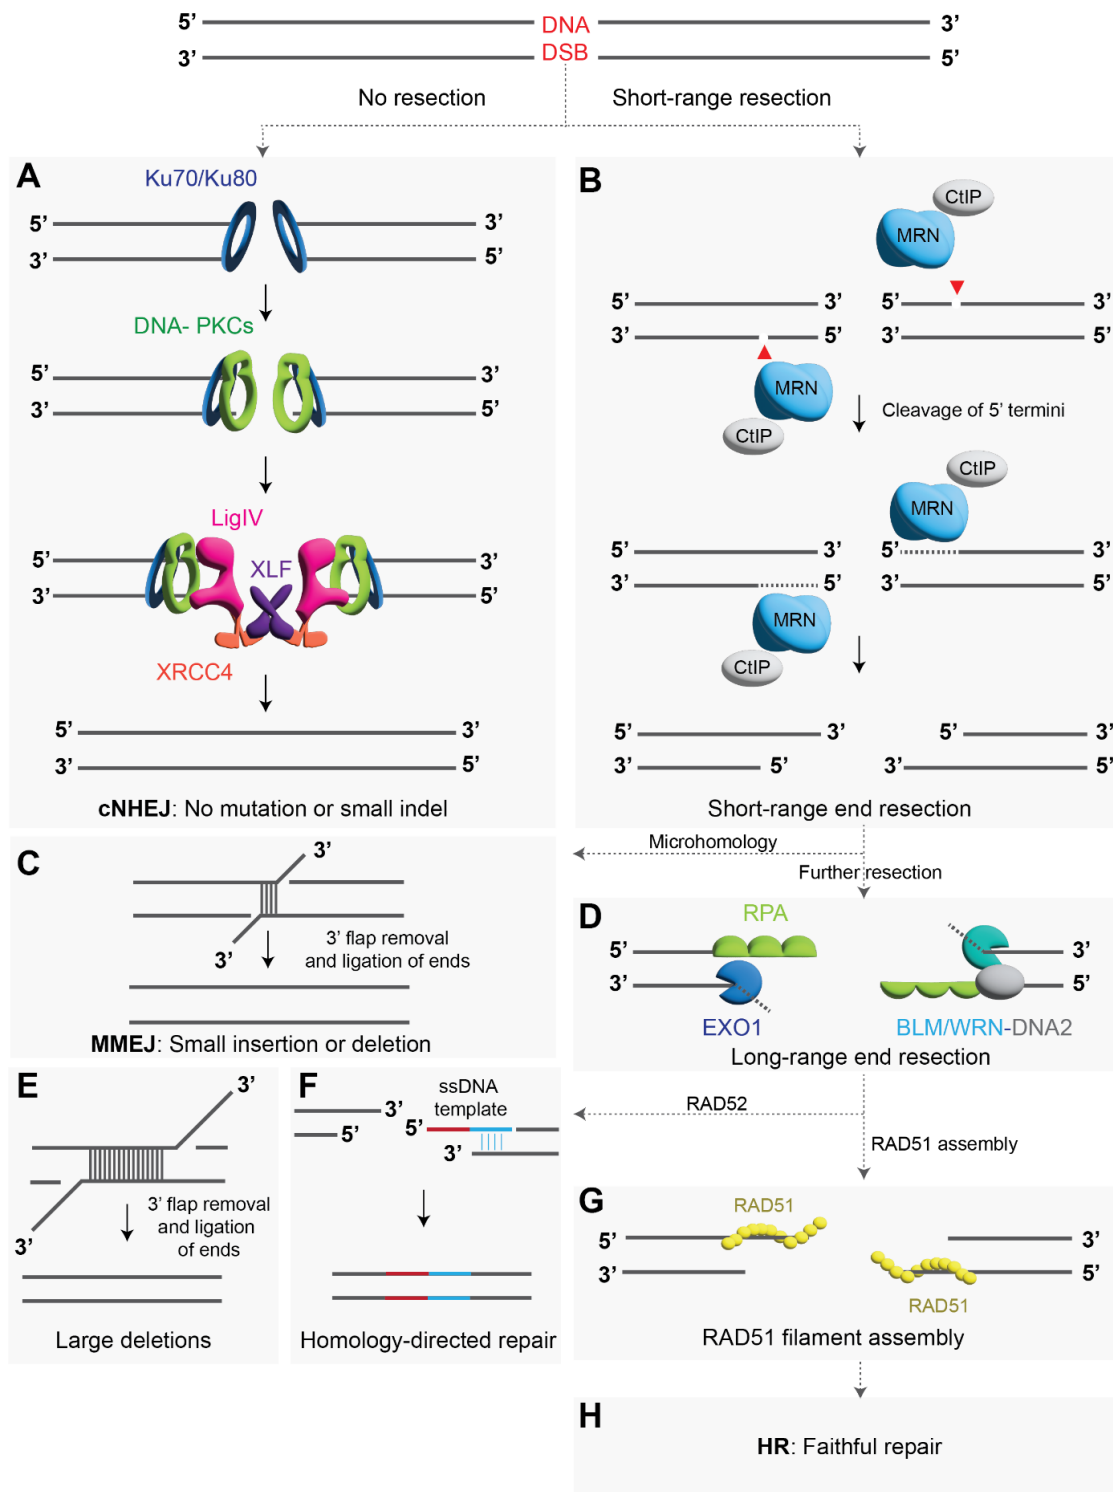 5’ DNA 3’
3’ DSB 5’
No resection
Short-range resection
A
Ku70/Ku80
5’ 3’
3’ 5’
DNA- PKCs
5’ 3’
3’ 5’
LigIV
5’ 3’
XLF
3’ 5’
XRCC4
5’ 3’
3’ 5’
cNHEJ: No mutation or small indel
B
CtIP
MRN
5’ 3’ 5’ 3’
3’ 5’ 3’ 5’
MRN
Cleavage of 5’ termini
CtIP
CtIP
MRN
5’ 3’ 5’ 3’
3’ 5’ 3’ 5’
MRN
CtIP
5’ 3’ 5’ 3’
3’ 5’ 3’ 5’
Short-range end resection
Microhomology
Further resection
C
3’
3’
3’ flap removal
and ligation of ends
MMEJ: Small insertion or deletion
D
RPA
5’ 3’
3’ 5’
EXO1
BLM/WRN-DNA2
Long-range end resection
RAD52
RAD51 assembly
E
3’
3’
3’ flap removal
and ligation
of ends
Large deletions
F
ssDNA
template
3’
5’ 5’
3’
Homology-directed repair
G
RAD51
5’ 3’
3’ 5’
RAD51
RAD51 filament assembly
H
HR: Faithful repair